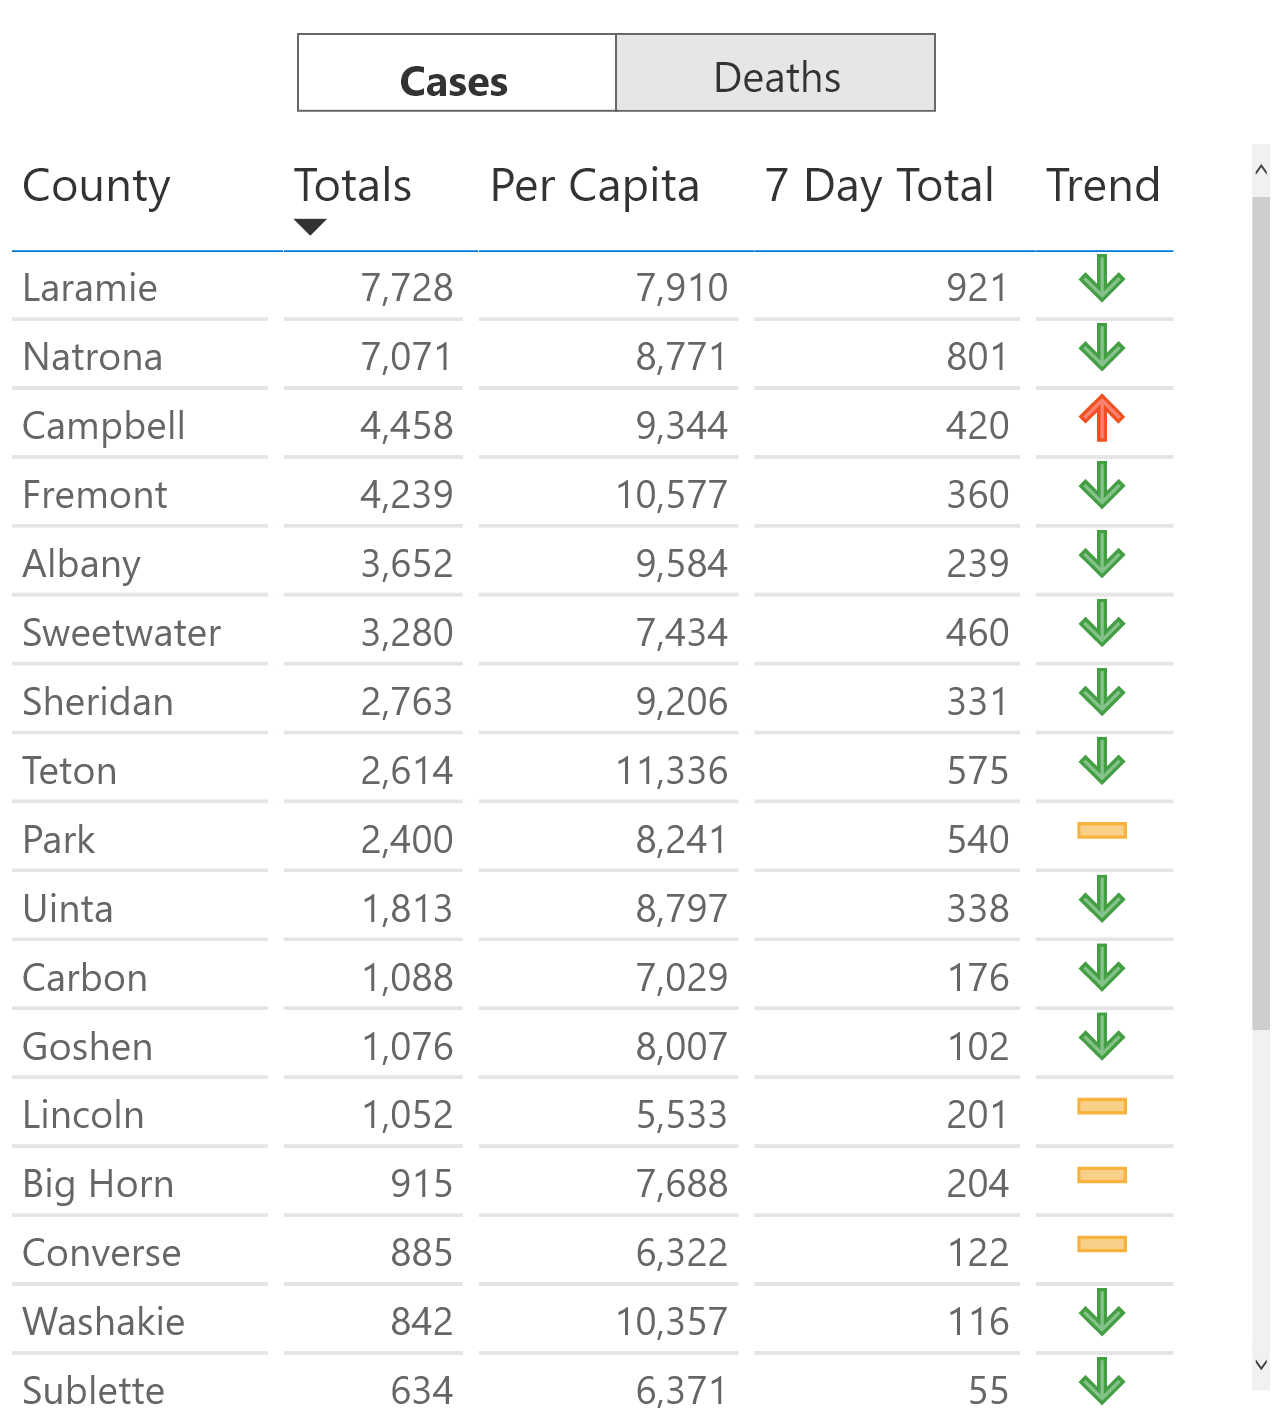 Cases Deaths
County Totals Per Capita 7 Day Total Trend
Laramie 7,728 7,910 921
Natrona 7,071 8,771 801
Campbell 4,458 9,344 420
Fremont 4,239 10,577 360
Albany 3,652 9,584 239
Sweetwater 3,280 7,434 460
Sheridan 2,763 9,206 331
Teton 2,614 11,336 575
Park 2,400 8,241 540
Uinta 1,813 8,797 338
Carbon 1,088 7,029 176
Goshen 1,076 8,007 102
Lincoln 1,052 5,533 201
Big Horn 915 7,688 204
Converse 885 6,322 122
Washakie 842 10,357 116
Sublette 634 6,371 55